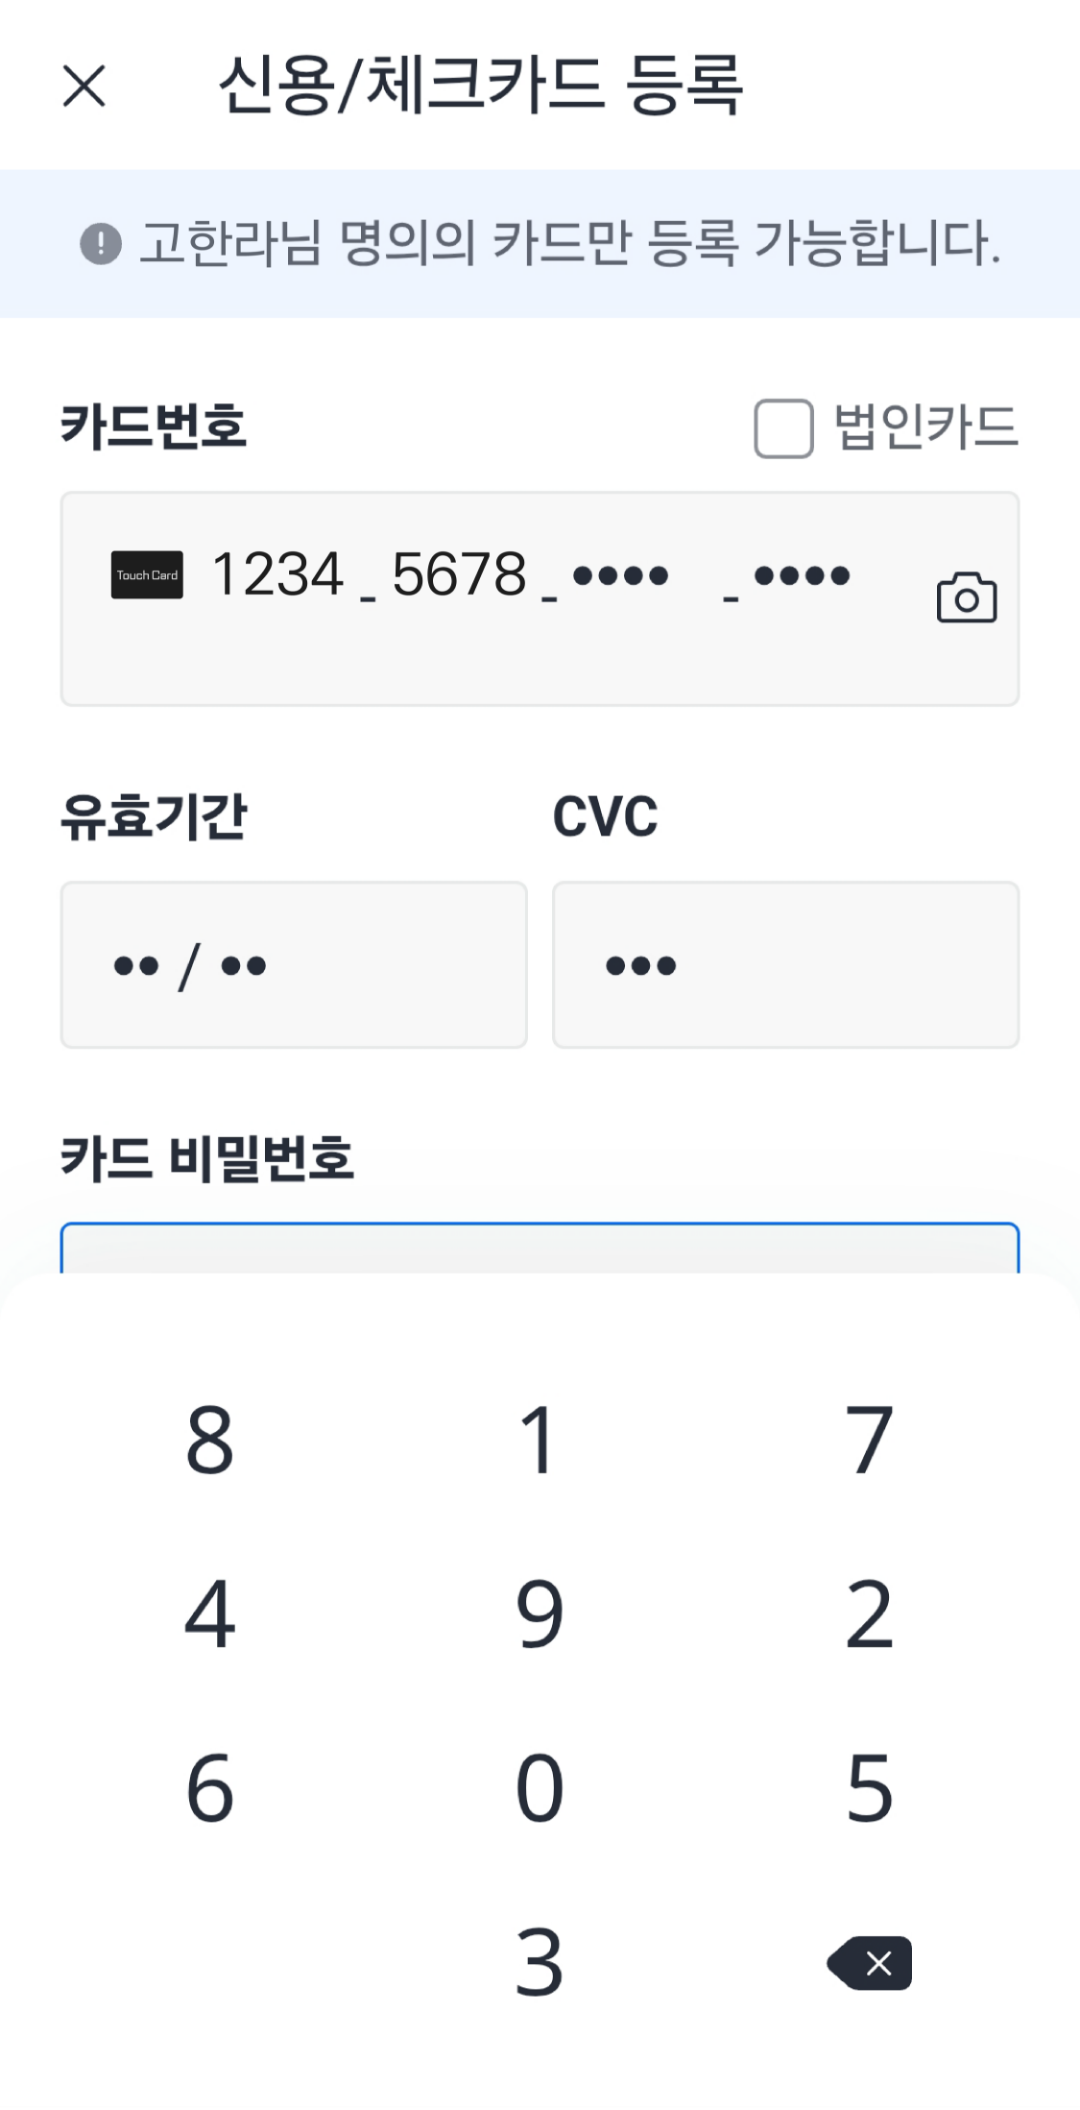 신용/체크카드 등록
고한라님 명의의 카드만 등록 가능합니다.
카드번호 법인카드
Touch Card 1234 - 5678 - •••• - ••••
유효기간 CVC
•• / •• •••
카드 비밀번호
8 1 7
4 9 2
6 0 5
3